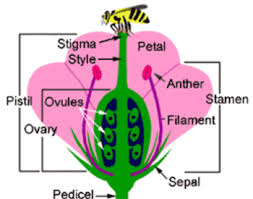 Stigma
Petal
Style
Anther
Pistil
Ovules
Stamen
Ovary
Filament
Sepal
Pedicel